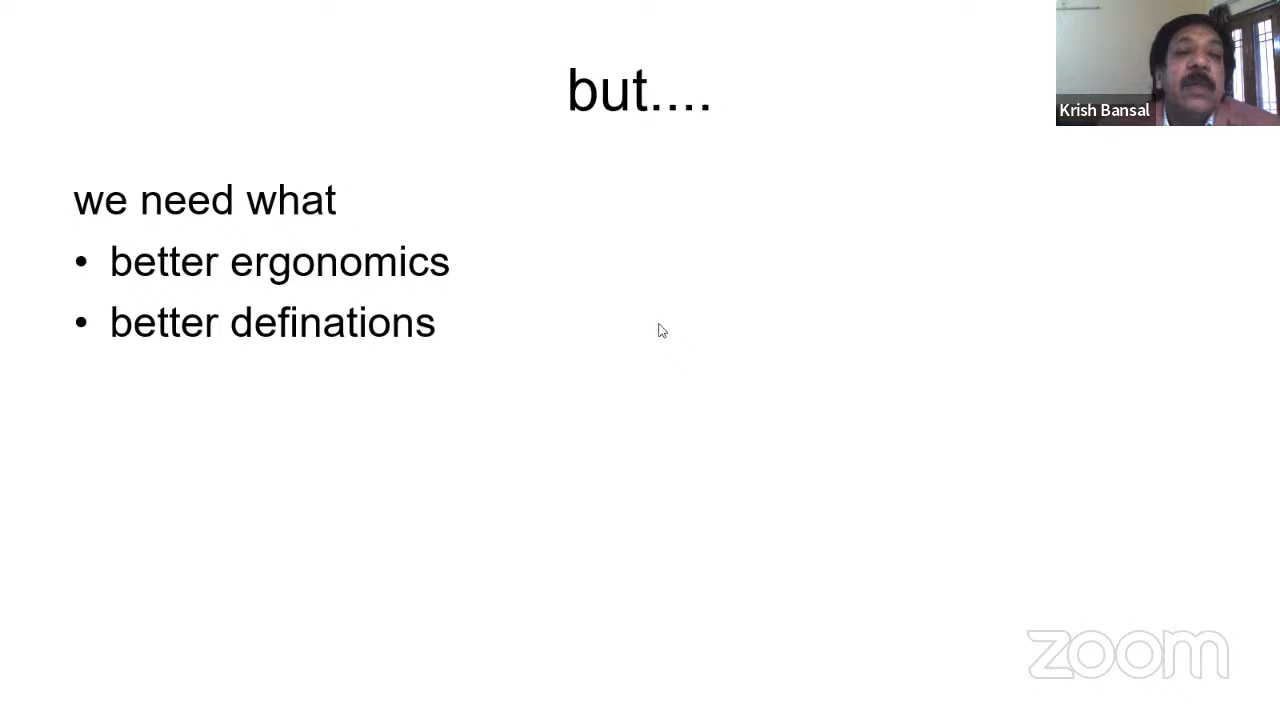 but....
Krish Bansal
we need what
• better ergonomics
• better definations
zoom